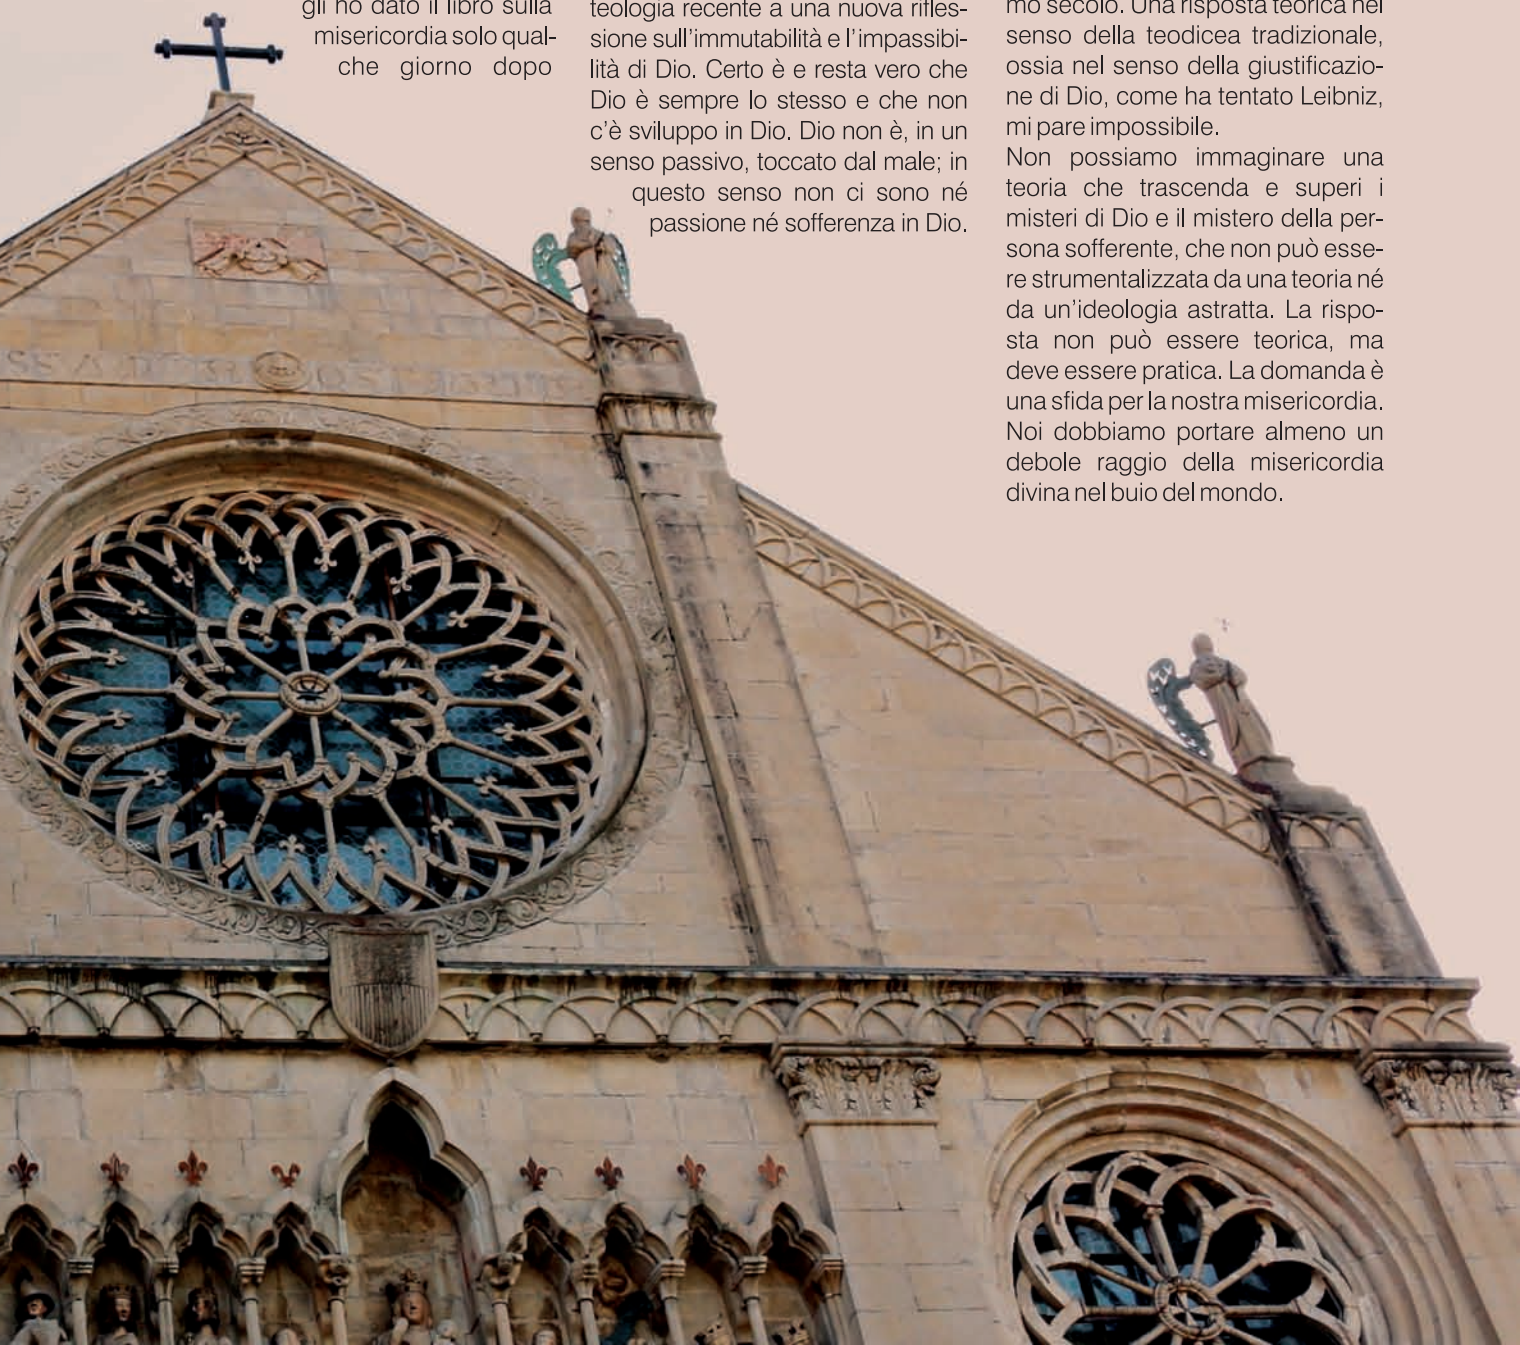 gli ho dato il libro sulla
misericordia solo qual-
che giorno dopo
teologia recente a una nuova rifles-
sione sull'immutabilità e l'impassibi-
lità di Dio. Certo è e resta vero che
Dio è sempre lo stesso e che non
c'è sviluppo in Dio. Dio non è, in un
senso passivo, toccato dal male; in
questo senso non ci sono né
passione né sofferenza in Dio.
mo secolo. Una risposta teorica nel
senso della teodicea tradizionale,
ossia nel senso della giustificazio-
ne di Dio, come ha tentato Leibniz,
mi pare impossibile.
Non possiamo immaginare una
teoria che trascenda e superi i
misteri di Dio e il mistero della per-
sona sofferente, che non può esse-
re strumentalizzata da una teoria né
da un'ideologia astratta. La rispo-
sta non può essere teorica, ma
deve essere pratica. La domanda è
una sfida per la nostra misericordia.
Noi dobbiamo portare almeno un
debole raggio della misericordia
divina nel buio del mondo.